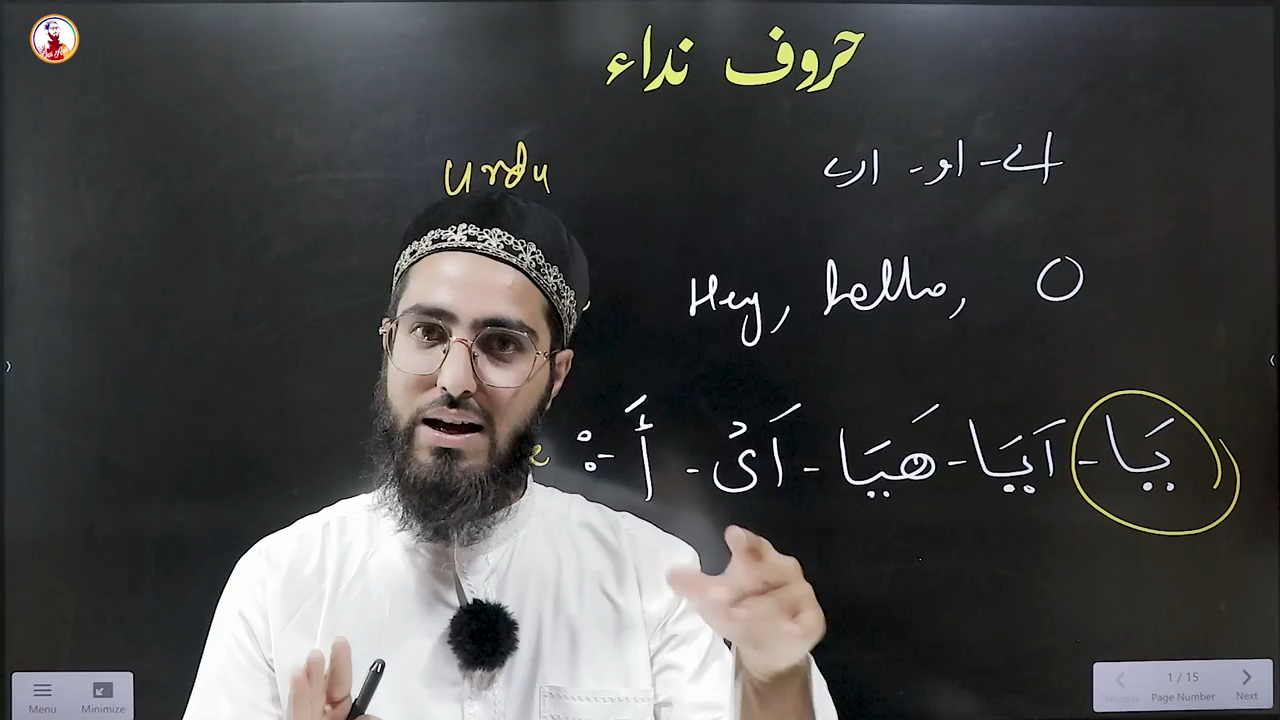 حروف نداء
اے - او - ارے
Urdu
Hey, hello, O
يَا - اَيَا - هَيَا - اَیْ - أَ
Menu
Minimize
1 / 15
Previous
Page Number
Next